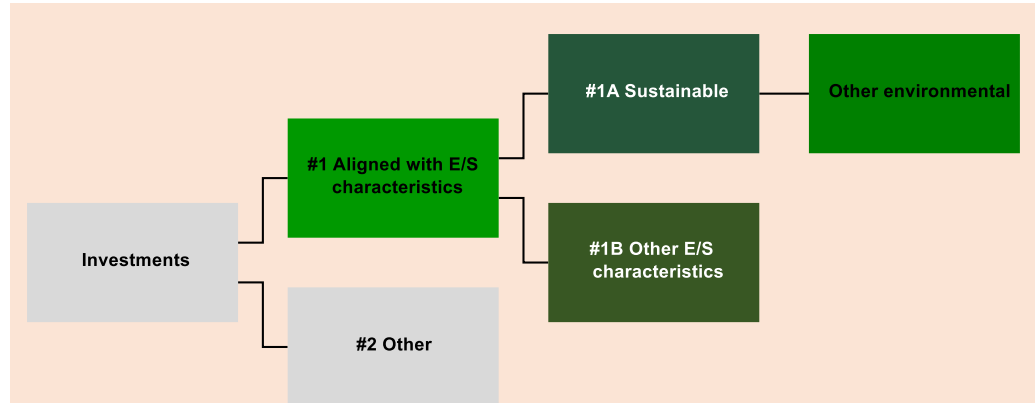 #1A Sustainable
Other environmental
#1 Aligned with E/S
characteristics
#1B Other E/S
characteristics
Investments
#2 Other